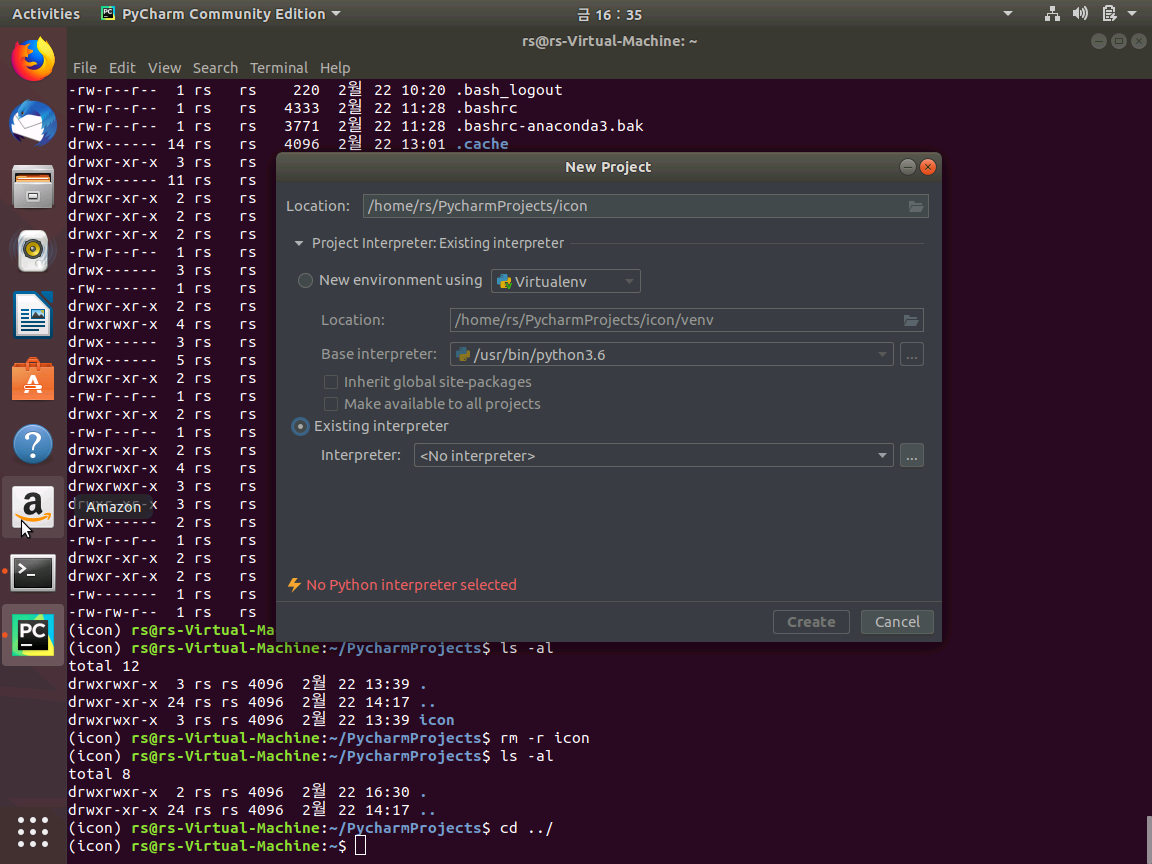 Activities PyCharm Community Edition 금 16 : 35
rs@rs-Virtual-Machine: ~
File Edit View Search Terminal Help
-rw-r--r-- 1 rs rs 220 2월 22 10:20 .bash_logout
-rw-r--r-- 1 rs rs 4333 2월 22 11:28 .bashrc
-rw-r--r-- 1 rs rs 3771 2월 22 11:28 .bashrc-anaconda3.bak
drwx------ 14 rs rs 4096 2월 22 13:01 .cache
drwxr-xr-x 3 rs rs
drwx------ 11 rs rs
drwxr-xr-x 2 rs rs
drwxr-xr-x 2 rs rs
drwxr-xr-x 2 rs rs
-rw-r--r-- 1 rs rs
drwx------ 3 rs rs
-rw------- 1 rs rs
drwxr-xr-x 2 rs rs
drwxrwxr-x 4 rs rs
drwx------ 3 rs rs
drwx------ 5 rs rs
drwxr-xr-x 2 rs rs
-rw-r--r-- 1 rs rs
drwxr-xr-x 2 rs rs
-rw-r--r-- 1 rs rs
drwxr-xr-x 2 rs rs
drwxrwxr-x 4 rs rs
drwxrwxr-x 3 rs rs
drwxr-xr-x 3 rs rs
drwx------ 2 rs rs
-rw-r--r-- 1 rs rs
drwxr-xr-x 2 rs rs
drwxr-xr-x 2 rs rs
-rw------- 1 rs rs
-rw-rw-r-- 1 rs rs
(icon) rs@rs-Virtual-Ma
(icon) rs@rs-Virtual-Machine:~/PycharmProjects$ ls -al
total 12
drwxrwxr-x 3 rs rs 4096 2월 22 13:39 .
drwxr-xr-x 24 rs rs 4096 2월 22 14:17 ..
drwxrwxr-x 3 rs rs 4096 2월 22 13:39 icon
(icon) rs@rs-Virtual-Machine:~/PycharmProjects$ rm -r icon
(icon) rs@rs-Virtual-Machine:~/PycharmProjects$ ls -al
total 8
drwxrwxr-x 2 rs rs 4096 2월 22 16:30 .
drwxr-xr-x 24 rs rs 4096 2월 22 14:17 ..
(icon) rs@rs-Virtual-Machine:~/PycharmProjects$ cd ../
(icon) rs@rs-Virtual-Machine:~$
Amazon
New Project
Location: /home/rs/PycharmProjects/icon
Project Interpreter: Existing interpreter
New environment using Virtualenv
Location: /home/rs/PycharmProjects/icon/venv
Base interpreter: /usr/bin/python3.6 ...
Inherit global site-packages
Make available to all projects
Existing interpreter
Interpreter: <No interpreter> ...
No Python interpreter selected
Create Cancel
PC